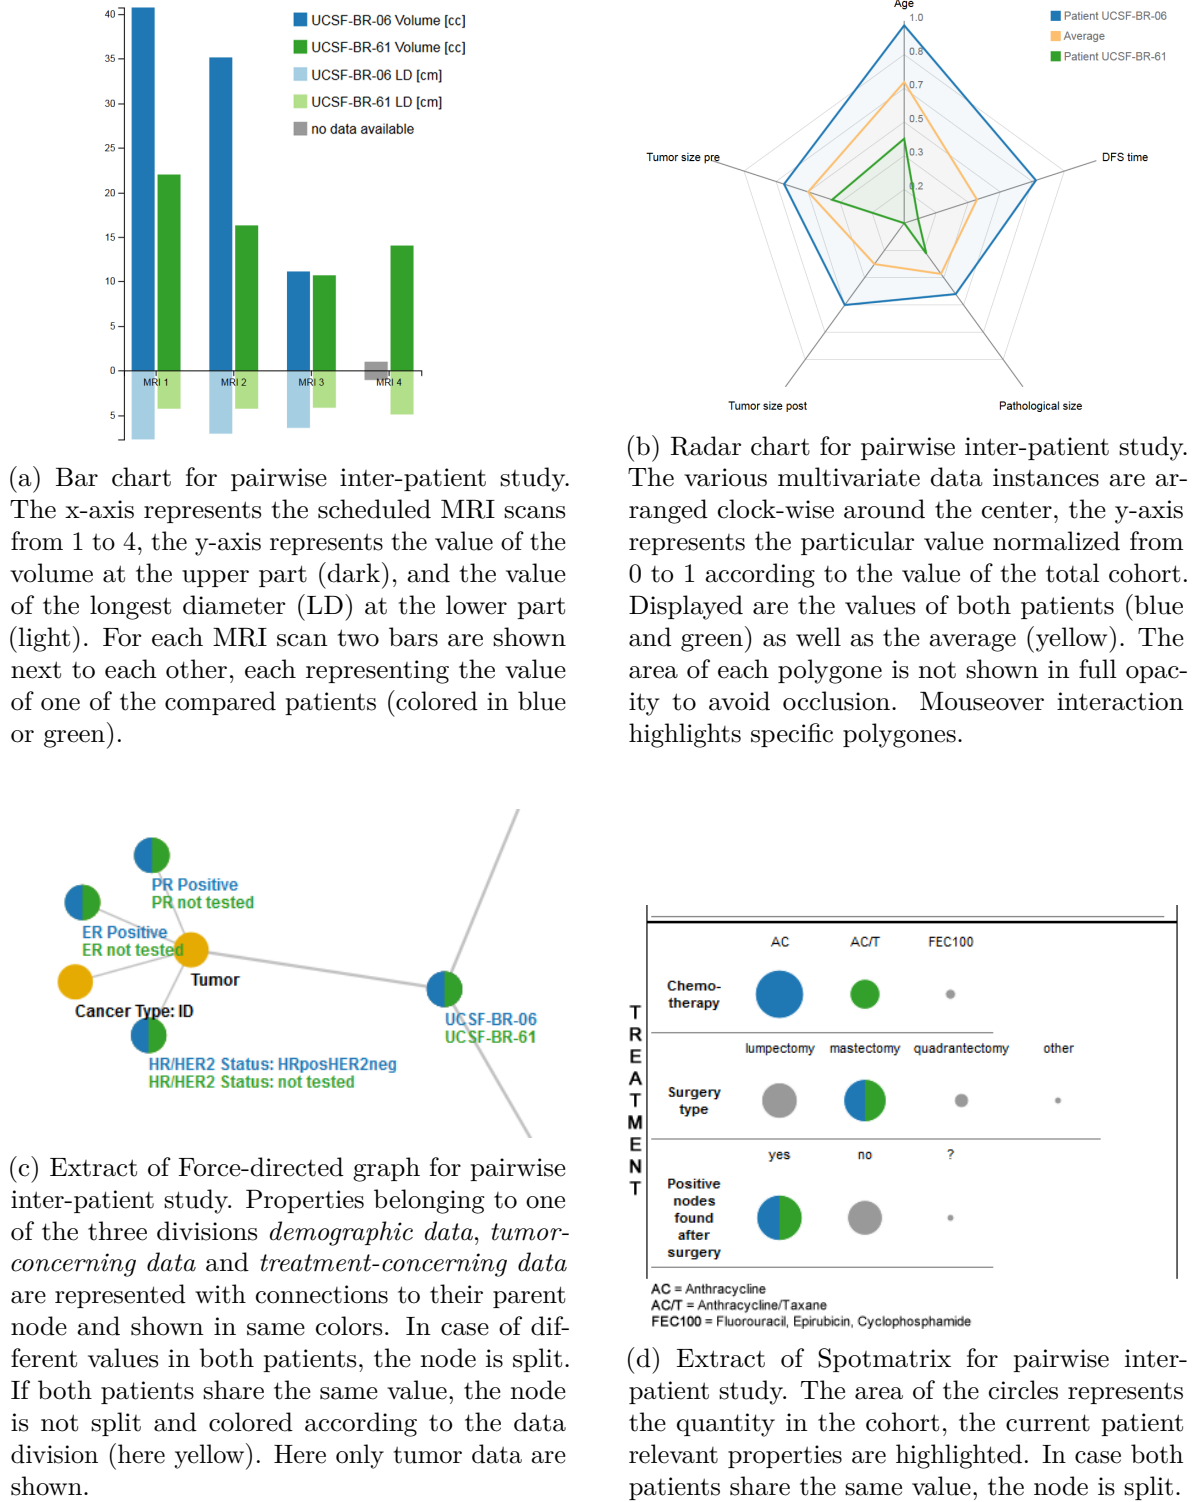 40
35
30
25
20
15
10
5
0
5
MRI 1
MRI 2
MRI 3
MRI 4
UCSF-BR-06 Volume [cc]
UCSF-BR-61 Volume [cc]
UCSF-BR-06 LD [cm]
UCSF-BR-61 LD [cm]
no data available
(a) Bar chart for pairwise inter-patient study.
The x-axis represents the scheduled MRI scans
from 1 to 4, the y-axis represents the value of the
volume at the upper part (dark), and the value
of the longest diameter (LD) at the lower part
(light). For each MRI scan two bars are shown
next to each other, each representing the value
of one of the compared patients (colored in blue
or green).
Age
1.0
0.8
0.7
0.5
0.3
0.2
Patient UCSF-BR-06
Average
Patient UCSF-BR-61
Tumor size pre
DFS time
Tumor size post
Pathological size
(b) Radar chart for pairwise inter-patient study.
The various multivariate data instances are ar-
ranged clock-wise around the center, the y-axis
represents the particular value normalized from
0 to 1 according to the value of the total cohort.
Displayed are the values of both patients (blue
and green) as well as the average (yellow). The
area of each polygone is not shown in full opac-
ity to avoid occlusion. Mouseover interaction
highlights specific polygones.
PR Positive
PR not tested
ER Positive
ER not tested
Tumor
Cancer Type: ID
HR/HER2 Status: HRposHER2neg
HR/HER2 Status: not tested
UCSF-BR-06
UCSF-BR-61
(c) Extract of Force-directed graph for pairwise
inter-patient study. Properties belonging to one
of the three divisions demographic data, tumor-
concerning data and treatment-concerning data
are represented with connections to their parent
node and shown in same colors. In case of dif-
ferent values in both patients, the node is split.
If both patients share the same value, the node
is not split and colored according to the data
division (here yellow). Here only tumor data are
shown.
TREATMENT
AC AC/T FEC100
Chemo-
therapy
lumpectomy mastectomy quadrantectomy other
Surgery
type
yes no ?
Positive
nodes
found
after
surgery
AC = Anthracycline
AC/T = Anthracycline/Taxane
FEC100 = Fluorouracil, Epirubicin, Cyclophosphamide
(d) Extract of Spotmatrix for pairwise inter-
patient study. The area of the circles represents
the quantity in the cohort, the current patient
relevant properties are highlighted. In case both
patients share the same value, the node is split.